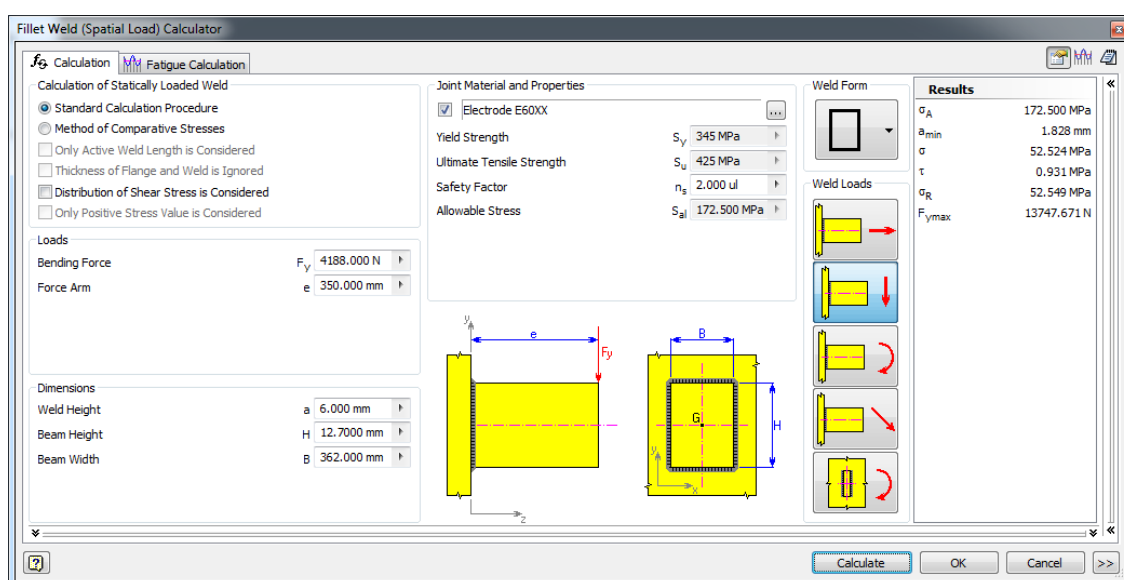 Fillet Weld (Spatial Load) Calculator
Calculation
Fatigue Calculation
Calculation of Statically Loaded Weld
Standard Calculation Procedure
Method of Comparative Stresses
Only Active Weld Length is Considered
Thickness of Flange and Weld is Ignored
Distribution of Shear Stress is Considered
Only Positive Stress Value is Considered
Loads
Bending Force Fy 4188.000 N
Force Arm e 350.000 mm
Dimensions
Weld Height a 6.000 mm
Beam Height H 12.7000 mm
Beam Width B 362.000 mm
Joint Material and Properties
Electrode E60XX
...
Yield Strength Sy 345 MPa
Ultimate Tensile Strength Su 425 MPa
Safety Factor ns 2.000 ul
Allowable Stress Sal 172.500 MPa
y
e
Fy
z
B
G
H
y
x
Weld Form
Weld Loads
Results
σA 172.500 MPa
amin 1.828 mm
σ 52.524 MPa
τ 0.931 MPa
σR 52.549 MPa
Fymax 13747.671 N
?
Calculate
OK
Cancel
>>